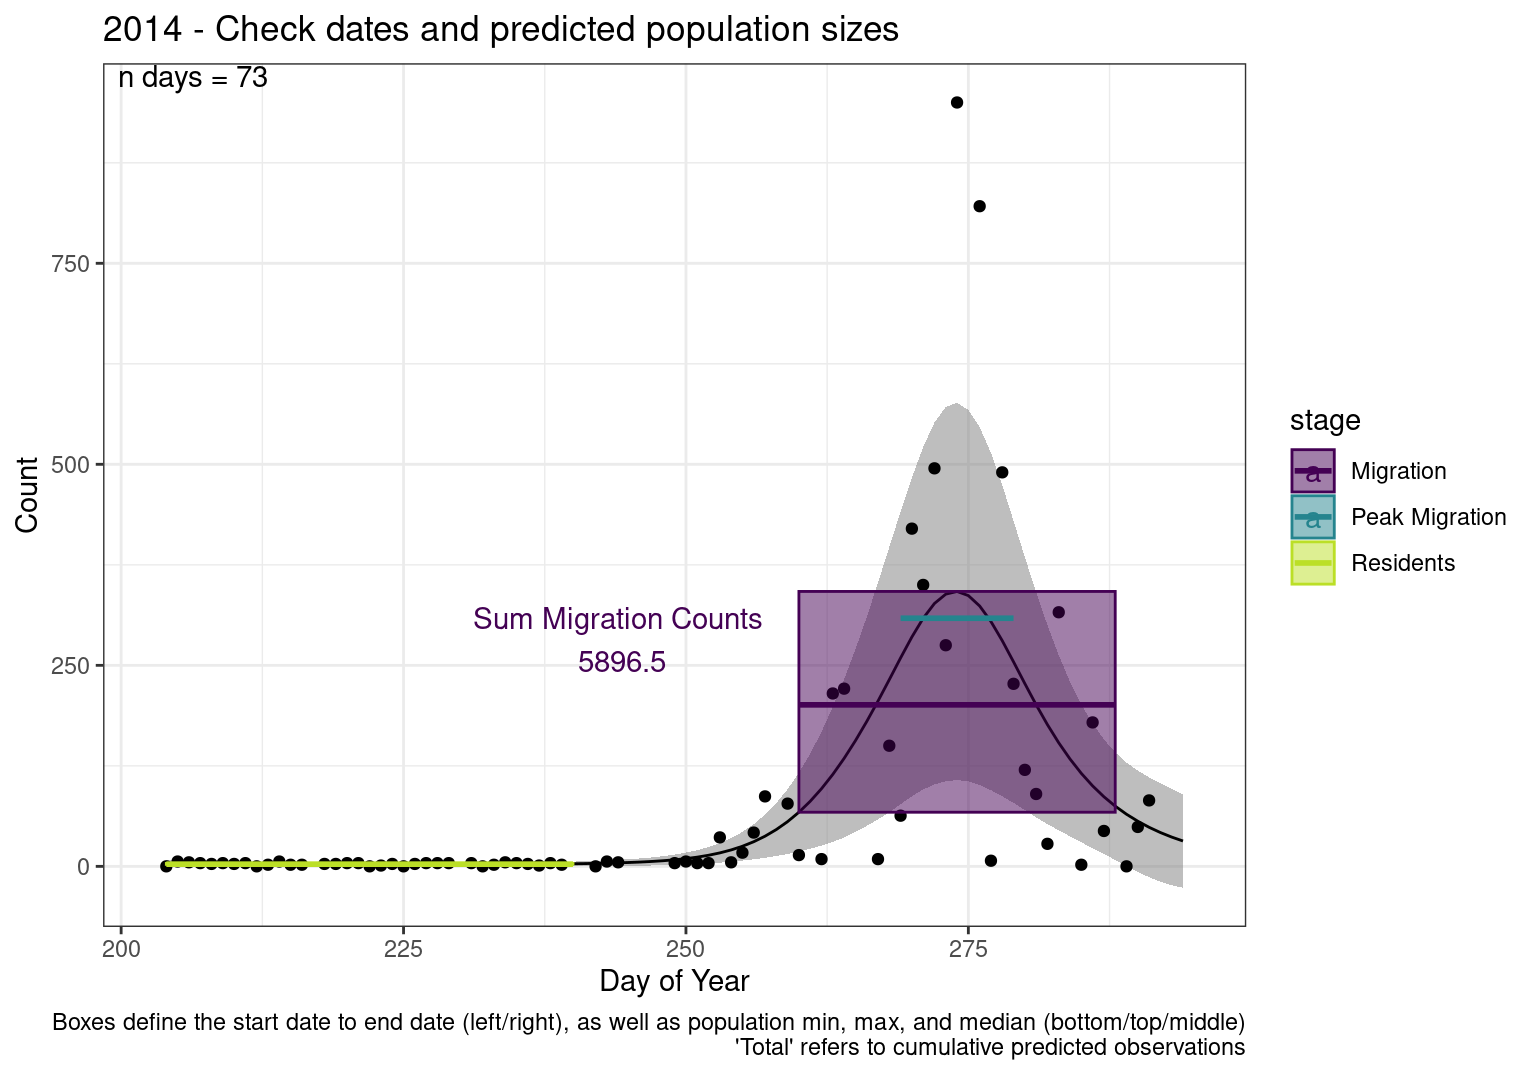 2014 - Check dates and predicted population sizes
n days = 73
750
500
250
0
Count
Sum Migration Counts
5896.5
200
225
250
275
Day of Year
stage
a
Migration
a
Peak Migration
Residents
Boxes define the start date to end date (left/right), as well as population min, max, and median (bottom/top/middle)
'Total' refers to cumulative predicted observations